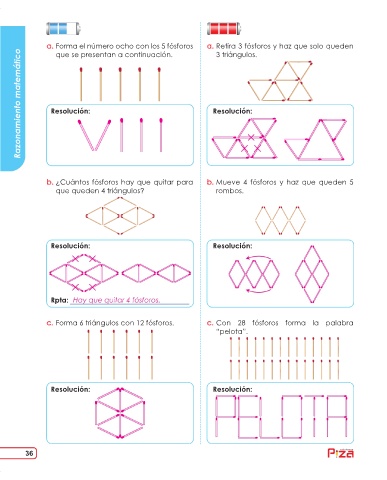 Razonamiento matemático
a. Forma el número ocho con los 5 fósforos
que se presentan a continuación.
Resolución:
b. ¿Cuántos fósforos hay que quitar para
que queden 4 triángulos?
Resolución:
Rpta: Hay que quitar 4 fósforos.
c. Forma 6 triángulos con 12 fósforos.
Resolución:
a. Retira 3 fósforos y haz que solo queden
3 triángulos.
Resolución:
b. Mueve 4 fósforos y haz que queden 5
rombos.
Resolución:
c. Con 28 fósforos forma la palabra
"pelota".
Resolución:
PELOTA
36
Pizá